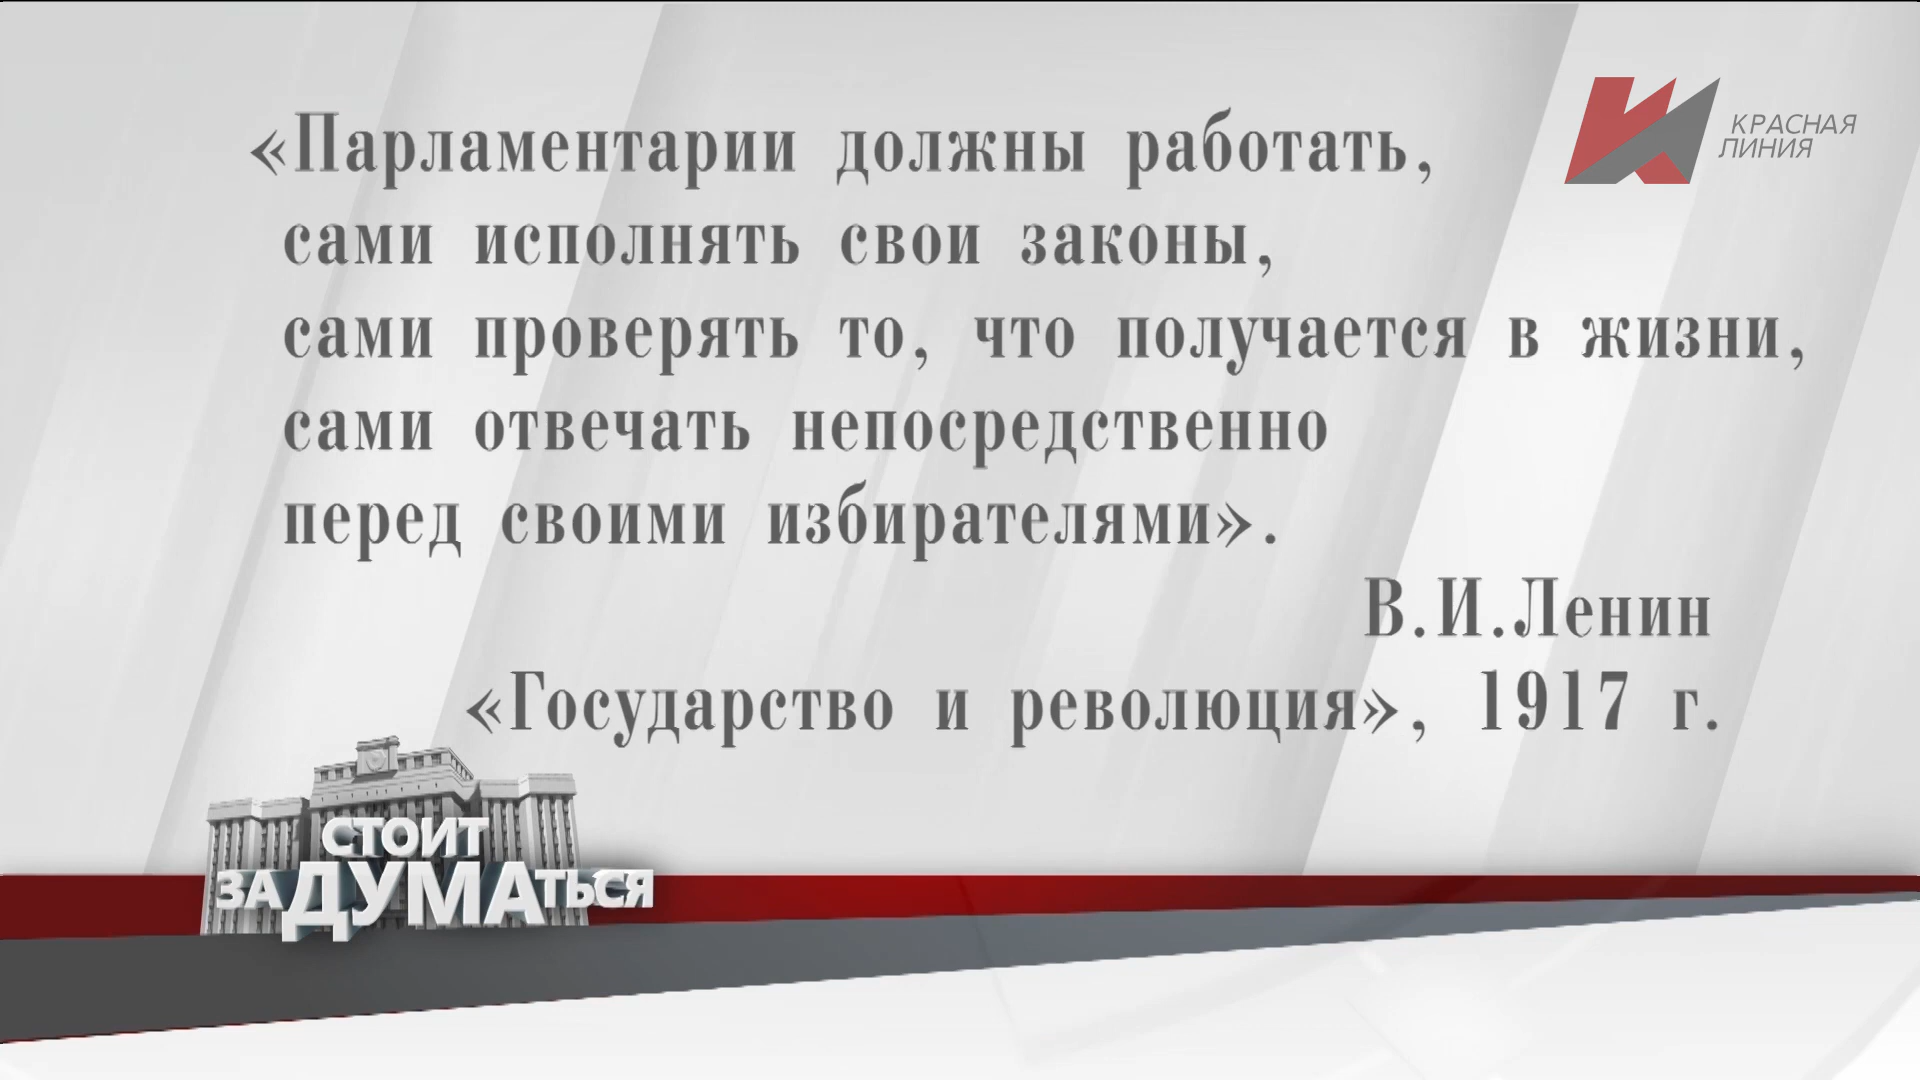 «Парламентарии должны работать,
сами исполнять свои законы,
сами проверять то, что получается в жизни,
сами отвечать непосредственно
перед своими избирателями».
В.И.Ленин
«Государство и революция», 1917 г.
КРАСНАЯ
ЛИНИЯ
СТОИТ
ЗАДУМАТЬСЯ